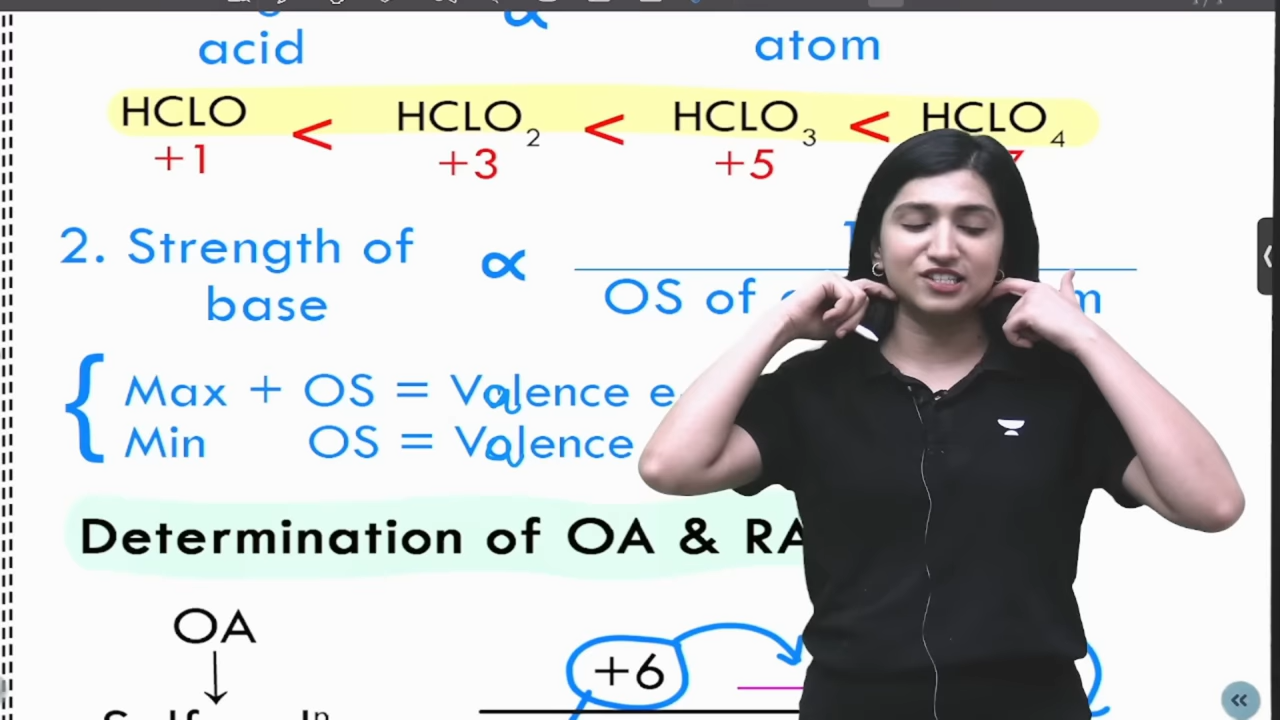 acid ∝ atom
HCLO < HCLO₂ < HCLO₃ < HCLO₄
+1 +3 +5
2. Strength of ∝
base OS of
{ Max + OS = Valence
Min OS = Valence
Determination of OA & RA
OA
↓
+6